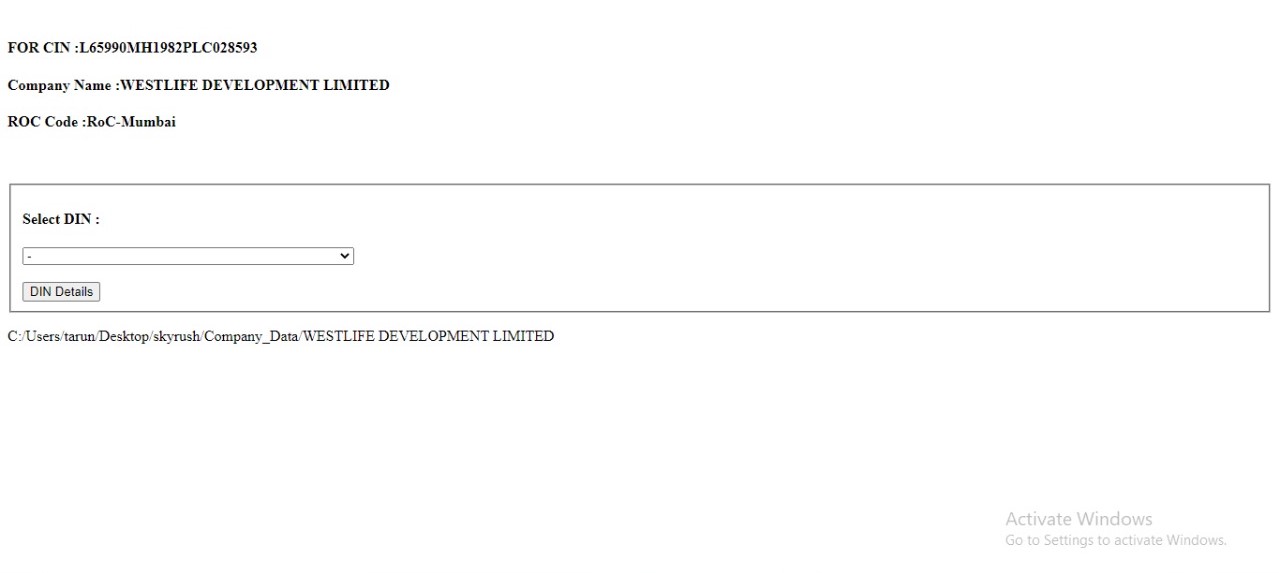 FOR CIN :L65990MH1982PLC028593
Company Name :WESTLIFE DEVELOPMENT LIMITED
ROC Code :RoC-Mumbai
Select DIN :
-
DIN Details
C:/Users/tarun/Desktop/skyrush/Company_Data/WESTLIFE DEVELOPMENT LIMITED
Activate Windows
Go to Settings to activate Windows.